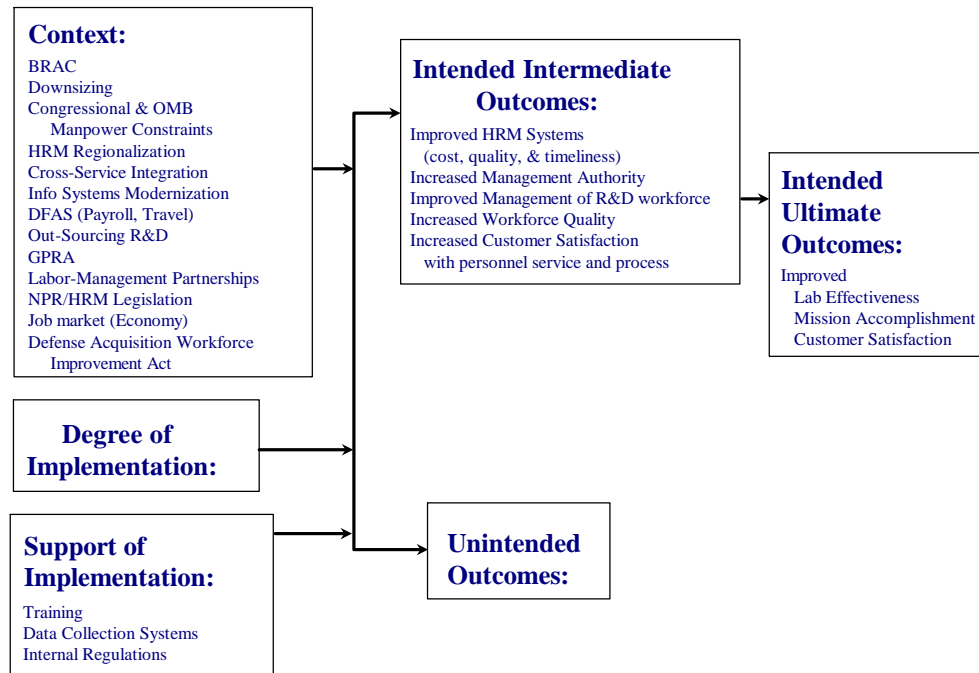 Context:
BRAC
Downsizing
Congressional & OMB
Manpower Constraints
HRM Regionalization
Cross-Service Integration
Info Systems Modernization
DFAS (Payroll, Travel)
Out-Sourcing R&D
GPRA
Labor-Management Partnerships
NPR/HRM Legislation
Job market (Economy)
Defense Acquisition Workforce
Improvement Act
Degree of
Implementation:
Support of
Implementation:
Training
Data Collection Systems
Internal Regulations
Intended Intermediate
Outcomes:
Improved HRM Systems
(cost, quality, & timeliness)
Increased Management Authority
Improved Management of R&D workforce
Increased Workforce Quality
Increased Customer Satisfaction
with personnel service and process
Unintended
Outcomes:
Intended
Ultimate
Outcomes:
Improved
Lab Effectiveness
Mission Accomplishment
Customer Satisfaction